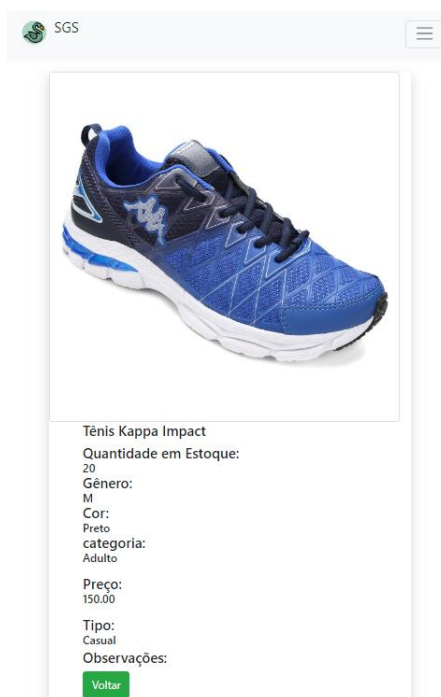 SGS
Tênis Kappa Impact
Quantidade em Estoque:
20
Gênero:
M
Cor:
Preto
categoria:
Adulto
Preço:
150.00
Tipo:
Casual
Observações:
Voltar